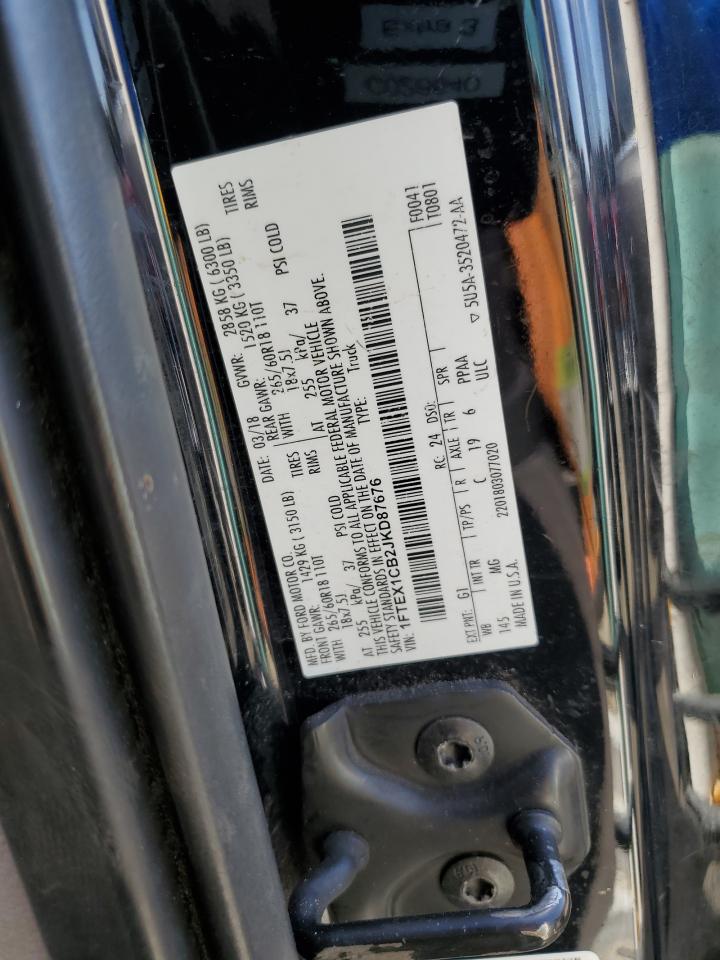 Extra 3
MFD. BY FORD MOTOR CO.
DATE: 03/18
GVWR: 2858 KG ( 6300 LB)
FRONT GAWR: 1429 KG ( 3150 LB)
REAR GAWR: 1520 KG ( 3350 LB)
WITH 265/60R18 110T TIRES
WITH 265/60R18 110T TIRES
18x7.5J RIMS
18x7.5J RIMS
AT 255 kPa/ 37 PSI COLD
AT 255 kPa/ 37 PSI COLD
THIS VEHICLE CONFORMS TO ALL APPLICABLE FEDERAL MOTOR VEHICLE
SAFETY STANDARDS IN EFFECT ON THE DATE OF MANUFACTURE SHOWN ABOVE.
VIN: 1FTEX1CB2JKD87676
TYPE: Truck
F0041
T0801
EXT PNT: G1 RC: 24 DSO:
WB INT TR TP/PS R AXLE TR SPR
145 MG C 19 6 PPAA
MADE IN U.S.A. 2201803077020 ULC
▽ 5U5A-3520472-AA